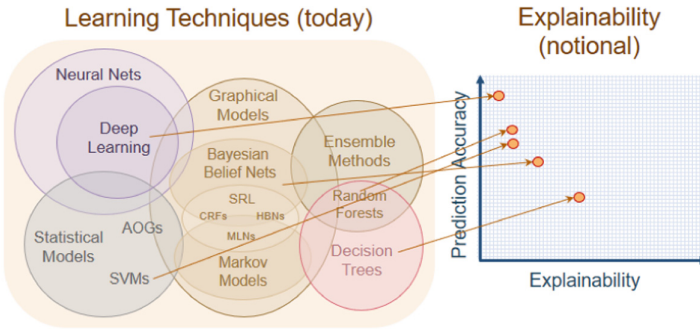 Learning Techniques (today)
Explainability
(notional)
Neural Nets
Graphical
Models
Deep
Learning
Ensemble
Methods
Bayesian
Belief Nets
Random
Forests
SRL
CRFs
HBNs
MLNs
AOGs
Statistical
Models
SVMs
Markov
Models
Decision
Trees
Prediction Accuracy
Explainability